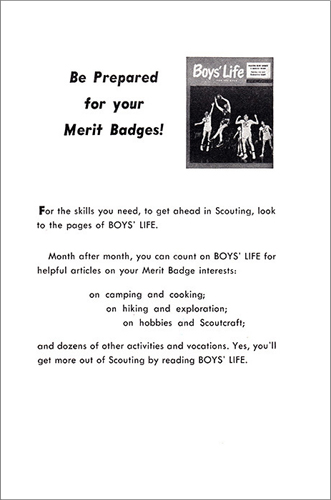 Be Prepared
for your
Merit Badges!
Boys' Life
For the skills you need, to get ahead in Scouting, look
to the pages of BOYS' LIFE.
Month after month, you can count on BOYS' LIFE for
helpful articles on your Merit Badge interests:
on camping and cooking;
on hiking and exploration;
on hobbies and Scoutcraft;
and dozens of other activities and vocations. Yes, you'll
get more out of Scouting by reading BOYS' LIFE.